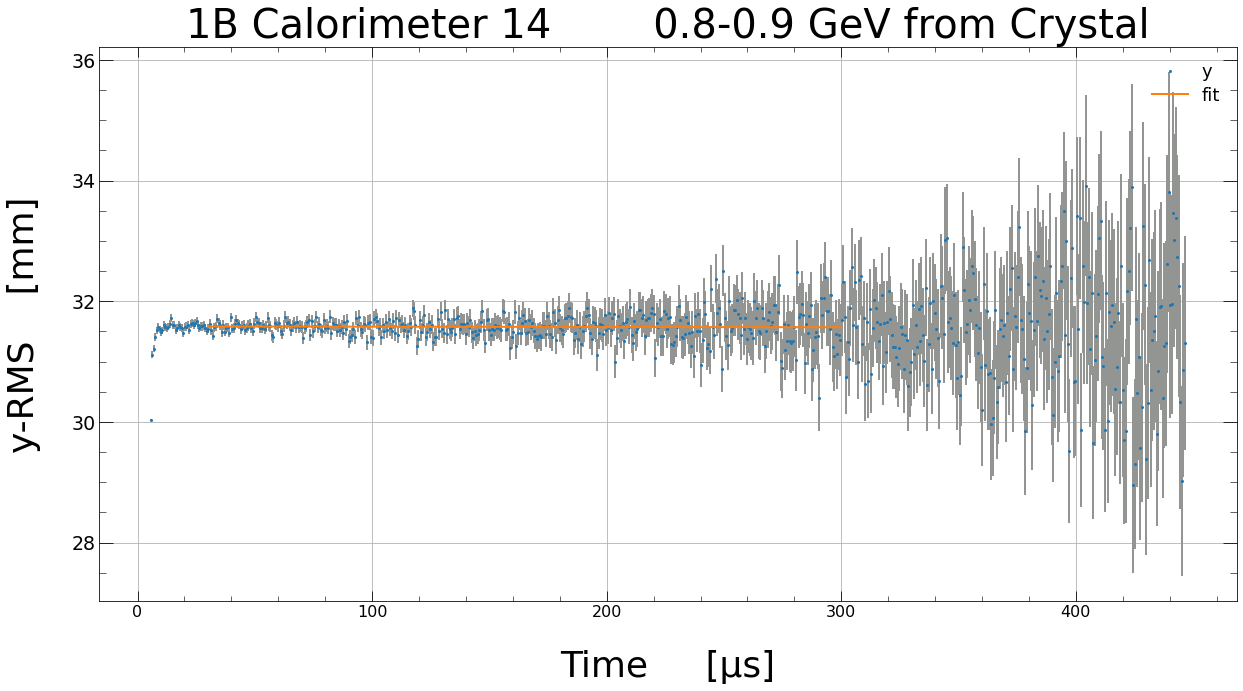 1B Calorimeter 14 0.8-0.9 GeV from Crystal
36
34
32
30
28
y-RMS [mm]
y
fit
0 100 200 300 400
Time [µs]